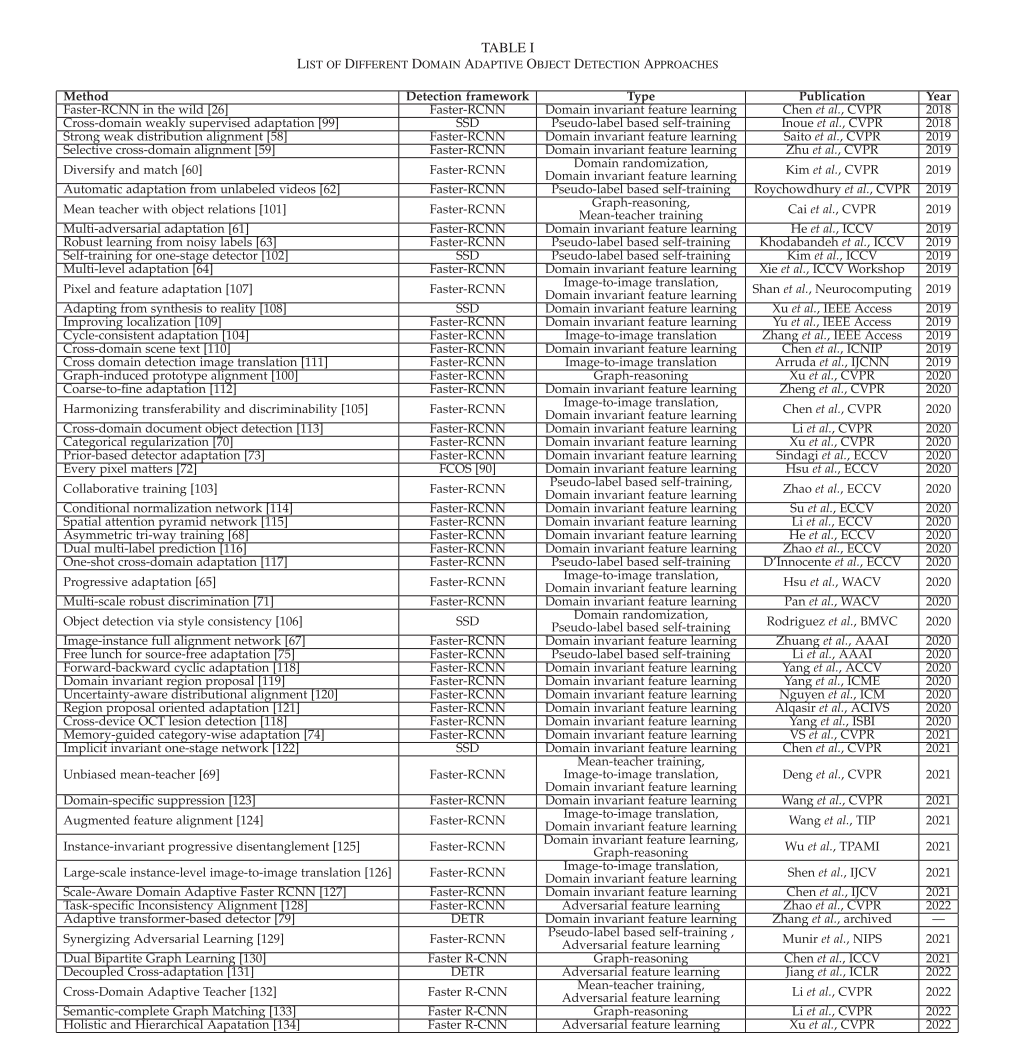 TABLE I
LIST OF DIFFERENT DOMAIN ADAPTIVE OBJECT DETECTION APPROACHES
Method Detection framework Type Publication Year
Faster-RCNN in the wild [26] Faster-RCNN Domain invariant feature learning Chen et al., CVPR 2018
Cross-domain weakly supervised adaptation [99] SSD Pseudo-label based self-training Inoue et al., CVPR 2018
Strong weak distribution alignment [58] Faster-RCNN Domain invariant feature learning Saito et al., CVPR 2019
Selective cross-domain alignment [59] Faster-RCNN Domain invariant feature learning Zhu et al., CVPR 2019
Diversify and match [60] Faster-RCNN Domain randomization, Domain invariant feature learning Kim et al., CVPR 2019
Automatic adaptation from unlabeled videos [62] Faster-RCNN Pseudo-label based self-training Roychowdhury et al., CVPR 2019
Mean teacher with object relations [101] Faster-RCNN Graph-reasoning, Mean-teacher training Cai et al., CVPR 2019
Multi-adversarial adaptation [61] Faster-RCNN Domain invariant feature learning He et al., ICCV 2019
Robust learning from noisy labels [63] Faster-RCNN Pseudo-label based self-training Khodabandeh et al., ICCV 2019
Self-training for one-stage detector [102] SSD Pseudo-label based self-training Kim et al., ICCV 2019
Multi-level adaptation [64] Faster-RCNN Domain invariant feature learning Xie et al., ICCV Workshop 2019
Pixel and feature adaptation [107] Faster-RCNN Image-to-image translation, Domain invariant feature learning Shan et al., Neurocomputing 2019
Adapting from synthesis to reality [108] SSD Domain invariant feature learning Xu et al., IEEE Access 2019
Improving localization [109] Faster-RCNN Domain invariant feature learning Yu et al., IEEE Access 2019
Cycle-consistent adaptation [104] Faster-RCNN Image-to-image translation Zhang et al., IEEE Access 2019
Cross-domain scene text [110] Faster-RCNN Domain invariant feature learning Chen et al., ICNIP 2019
Cross domain detection image translation [111] Faster-RCNN Image-to-image translation Arruda et al., IJCNN 2019
Graph-induced prototype alignment [100] Faster-RCNN Graph-reasoning Xu et al., CVPR 2020
Coarse-to-fine adaptation [112] Faster-RCNN Domain invariant feature learning Zheng et al., CVPR 2020
Harmonizing transferability and discriminability [105] Faster-RCNN Image-to-image translation, Domain invariant feature learning Chen et al., CVPR 2020
Cross-domain document object detection [113] Faster-RCNN Domain invariant feature learning Li et al., CVPR 2020
Categorical regularization [70] Faster-RCNN Domain invariant feature learning Xu et al., CVPR 2020
Prior-based detector adaptation [73] Faster-RCNN Domain invariant feature learning Sindagi et al., ECCV 2020
Every pixel matters [72] FCOS [90] Domain invariant feature learning Hsu et al., ECCV 2020
Collaborative training [103] Faster-RCNN Pseudo-label based self-training, Domain invariant feature learning Zhao et al., ECCV 2020
Conditional normalization network [114] Faster-RCNN Domain invariant feature learning Su et al., ECCV 2020
Spatial attention pyramid network [115] Faster-RCNN Domain invariant feature learning Li et al., ECCV 2020
Asymmetric tri-way training [68] Faster-RCNN Domain invariant feature learning He et al., ECCV 2020
Dual multi-label prediction [116] Faster-RCNN Domain invariant feature learning Zhao et al., ECCV 2020
One-shot cross-domain adaptation [117] Faster-RCNN Pseudo-label based self-training D'Innocente et al., ECCV 2020
Progressive adaptation [65] Faster-RCNN Image-to-image translation, Domain invariant feature learning Hsu et al., WACV 2020
Multi-scale robust discrimination [71] Faster-RCNN Domain invariant feature learning Pan et al., WACV 2020
Object detection via style consistency [106] SSD Domain randomization, Pseudo-label based self-training Rodriguez et al., BMVC 2020
Image-instance full alignment network [67] Faster-RCNN Domain invariant feature learning Zhuang et al., AAAI 2020
Free lunch for source-free adaptation [75] Faster-RCNN Pseudo-label based self-training Li et al., AAAI 2020
Forward-backward cyclic adaptation [118] Faster-RCNN Domain invariant feature learning Yang et al., ACCV 2020
Domain invariant region proposal [119] Faster-RCNN Domain invariant feature learning Yang et al., ICME 2020
Uncertainty-aware distributional alignment [120] Faster-RCNN Domain invariant feature learning Nguyen et al., ICM 2020
Region proposal oriented adaptation [121] Faster-RCNN Domain invariant feature learning Alqasir et al., ACIVS 2020
Cross-device OCT lesion detection [118] Faster-RCNN Domain invariant feature learning Yang et al., ISBI 2020
Memory-guided category-wise adaptation [74] Faster-RCNN Domain invariant feature learning VS et al., CVPR 2021
Implicit invariant one-stage network [122] SSD Domain invariant feature learning Chen et al., CVPR 2021
Unbiased mean-teacher [69] Faster-RCNN Mean-teacher training, Image-to-image translation, Domain invariant feature learning Deng et al., CVPR 2021
Domain-specific suppression [123] Faster-RCNN Domain invariant feature learning Wang et al., CVPR 2021
Augmented feature alignment [124] Faster-RCNN Image-to-image translation, Domain invariant feature learning Wang et al., TIP 2021
Instance-invariant progressive disentanglement [125] Faster-RCNN Domain invariant feature learning, Graph-reasoning Wu et al., TPAMI 2021
Large-scale instance-level image-to-image translation [126] Faster-RCNN Image-to-image translation, Domain invariant feature learning Shen et al., IJCV 2021
Scale-Aware Domain Adaptive Faster RCNN [127] Faster-RCNN Domain invariant feature learning Chen et al., IJCV 2021
Task-specific Inconsistency Alignment [128] Faster-RCNN Adversarial feature learning Zhao et al., CVPR 2022
Adaptive transformer-based detector [79] DETR Domain invariant feature learning Zhang et al., archived —
Synergizing Adversarial Learning [129] Faster-RCNN Pseudo-label based self-training , Adversarial feature learning Munir et al., NIPS 2021
Dual Bipartite Graph Learning [130] Faster R-CNN Graph-reasoning Chen et al., ICCV 2021
Decoupled Cross-adaptation [131] DETR Adversarial feature learning Jiang et al., ICLR 2022
Cross-Domain Adaptive Teacher [132] Faster R-CNN Mean-teacher training, Adversarial feature learning Li et al., CVPR 2022
Semantic-complete Graph Matching [133] Faster R-CNN Graph-reasoning Li et al., CVPR 2022
Holistic and Hierarchical Aapatation [134] Faster R-CNN Adversarial feature learning Xu et al., CVPR 2022